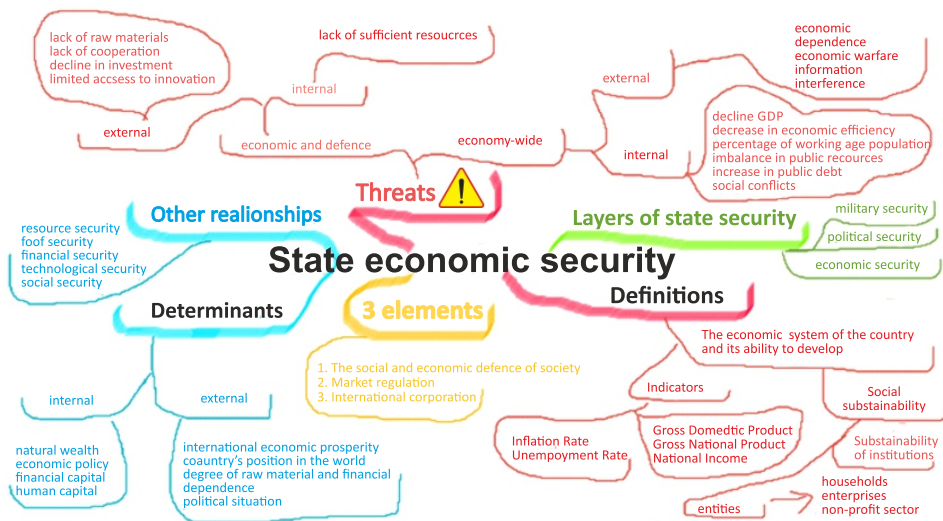 State economic security
Threats
economic and defence
external
lack of raw materials
lack of cooperation
decline in investment
limited accsess to innovation
internal
lack of sufficient resoucrces
economy-wide
external
economic
dependence
economic warfare
information
interference
internal
decline GDP
decrease in economic efficiency
percentage of working age population
imbalance in public recources
increase in public debt
social conflicts
Other realionships
resource security
foof security
financial security
technological security
social security
Layers of state security
military security
political security
economic security
Determinants
internal
natural wealth
economic policy
financial capital
human capital
external
international economic prosperity
coauntry's position in the world
degree of raw material and financial
dependence
political situation
3 elements
1. The social and economic defence of society
2. Market regulation
3. International corporation
Definitions
The economic system of the country
and its ability to develop
Indicators
Inflation Rate
Unempoyment Rate
Gross Domedtic Product
Gross National Product
National Income
Social
substainability
Substainability
of institutions
entities
households
enterprises
non-profit sector